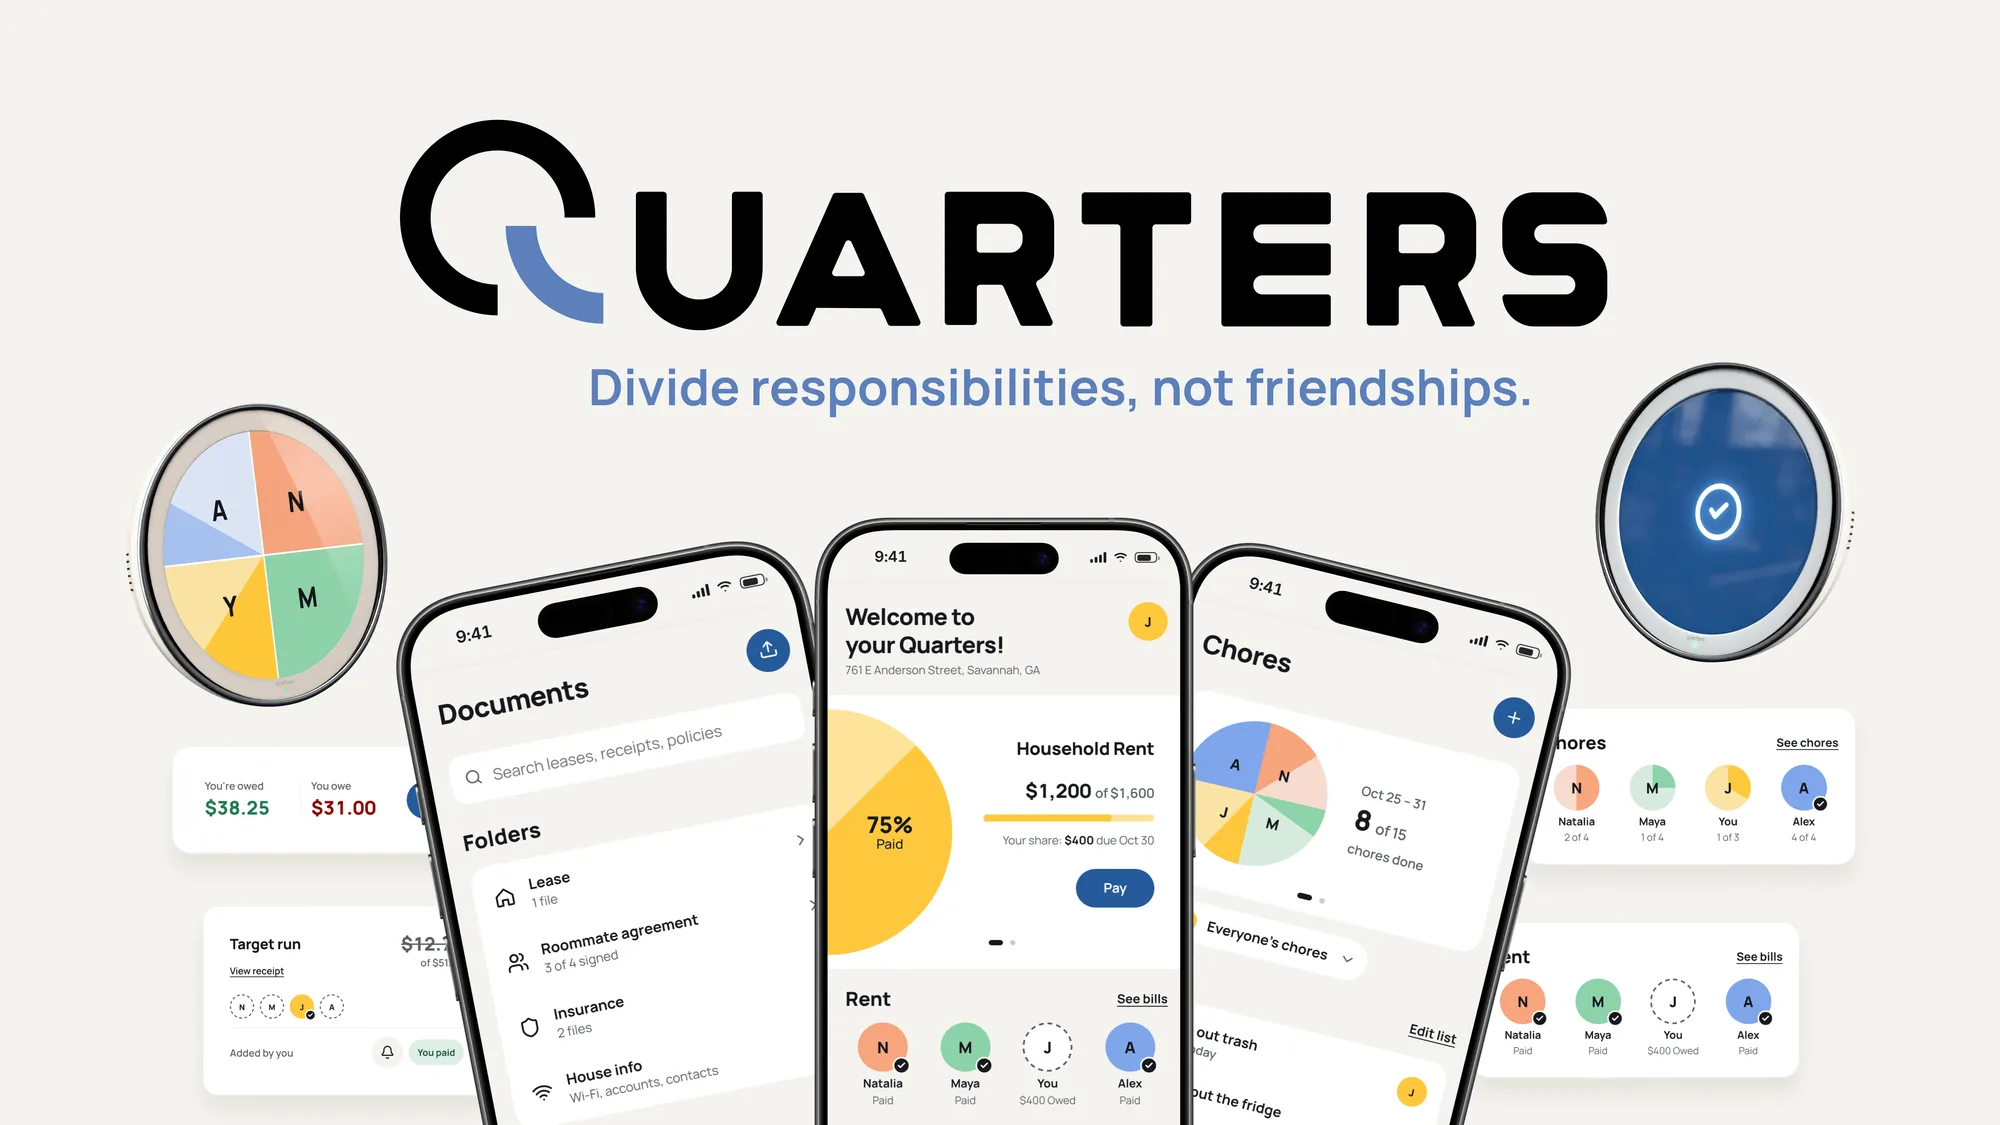 QUARTERS
Divide responsibilities, not friendships.
A
N
Y
M
You're owed
$38.25
You owe
$31.00
Target run
View receipt
of
N
M
J
A
Added by you
You paid
9:41
Documents
Search leases, receipts, policies
Folders
Lease
1 file
Roommate agreement
3 of 4 signed
Insurance
2 files
House info
Wi-Fi, accounts, contacts
9:41
Welcome to
your Quarters!
J
761 E Anderson Street, Savannah, GA
75%
Paid
Household Rent
$1,200 of $1,600
Your share: $400 due Oct 30
Pay
Rent
See bills
N
M
J
A
Natalia
Maya
You
Alex
Paid
Paid
$400 Owed
Paid
9:41
Chores
A
N
J
M
Oct 25 – 31
8 of 15
chores done
Everyone's chores
Edit list
out trash
out the fridge
J
hores
See chores
N
M
J
A
Natalia
Maya
You
Alex
2 of 4
1 of 4
1 of 3
4 of 4
ent
See bills
N
M
J
A
Natalia
Maya
You
Alex
Paid
Paid
$400 Owed
Paid